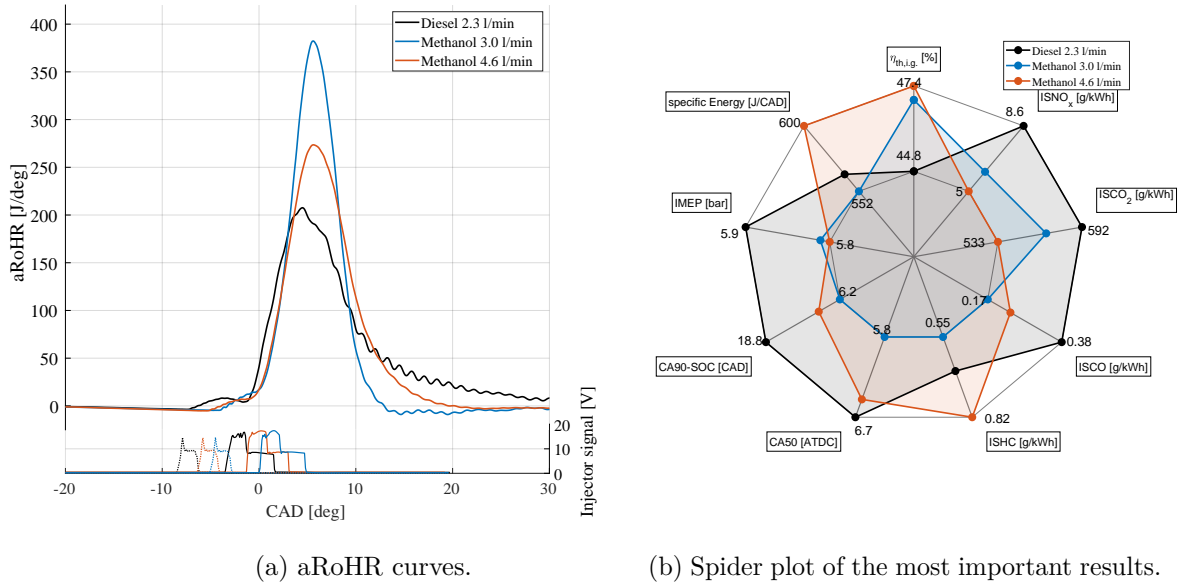 400
350
300
250
200
150
100
50
0
aRoHR [J/deg]
Diesel 2.3 l/min
Methanol 3.0 l/min
Methanol 4.6 l/min
20
10
0
Injector signal [V]
-20
-10
0
10
20
30
CAD [deg]
(a) aRoHR curves.
Diesel 2.3 l/min
Methanol 3.0 l/min
Methanol 4.6 l/min
ηth,i.g. [%]
47.4
44.8
ISNOx [g/kWh]
8.6
5
ISCO2 [g/kWh]
592
533
ISCO [g/kWh]
0.38
0.17
ISHC [g/kWh]
0.82
0.55
CA50 [ATDC]
6.7
5.8
CA90-SOC [CAD]
18.8
6.2
IMEP [bar]
5.9
5.8
specific Energy [J/CAD]
600
552
(b) Spider plot of the most important results.